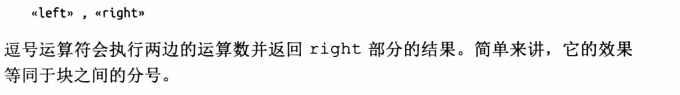 «left» , «right»
逗号运算符会执行两边的运算数并返回 right 部分的结果。简单来讲，它的效果
等同于块之间的分号。